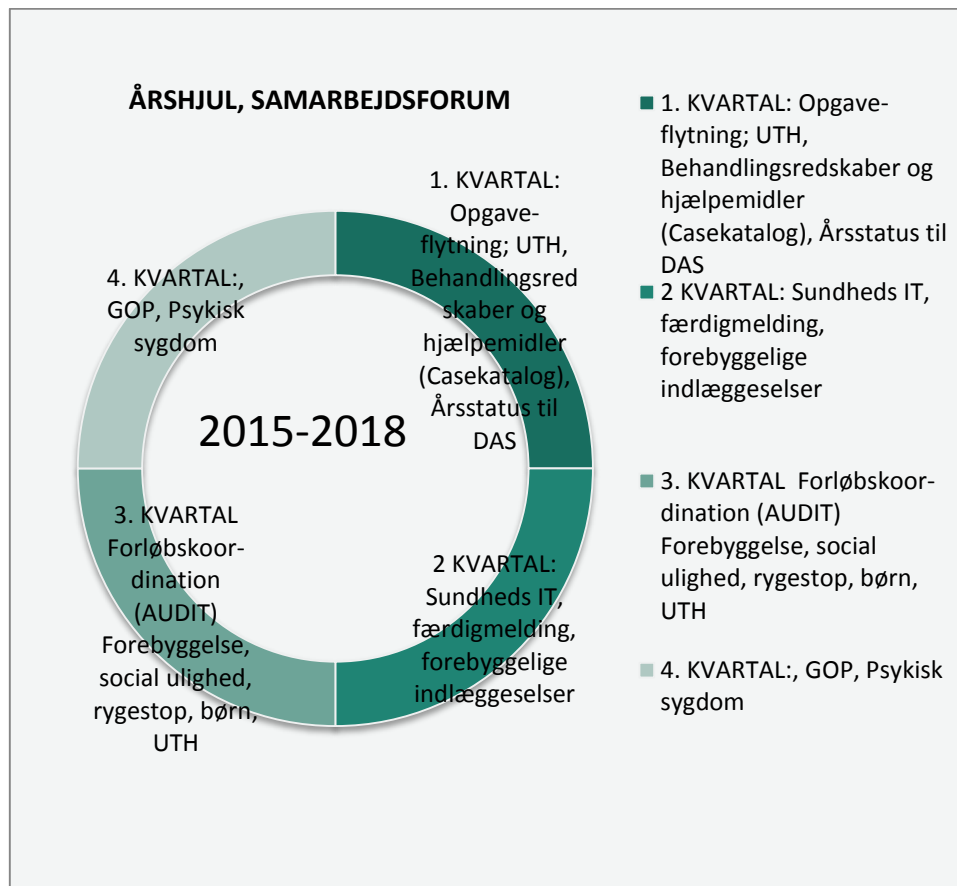 ÅRSHJUL, SAMARBEJDSFORUM
1. KVARTAL:
Opgave-
flytning; UTH,
Behandlingsred
skaber og
hjælpemidler
(Casekatalog),
Årsstatus til
DAS
2 KVARTAL:
Sundheds IT,
færdigmelding,
forebyggelige
indlæggeselser
3. KVARTAL
Forløbskoor-
dination
(AUDIT)
Forebyggelse,
social ulighed,
rygestop, børn,
UTH
4. KVARTAL:,
GOP, Psykisk
sygdom
2015-2018
1. KVARTAL: Opgave-
flytning; UTH,
Behandlingsredskaber og
hjælpemidler
(Casekatalog), Årsstatus til
DAS
2 KVARTAL: Sundheds IT,
færdigmelding,
forebyggelige
indlæggeselser
3. KVARTAL  Forløbskoor-
dination (AUDIT)
Forebyggelse, social
ulighed, rygestop, børn,
UTH
4. KVARTAL:, GOP, Psykisk
sygdom